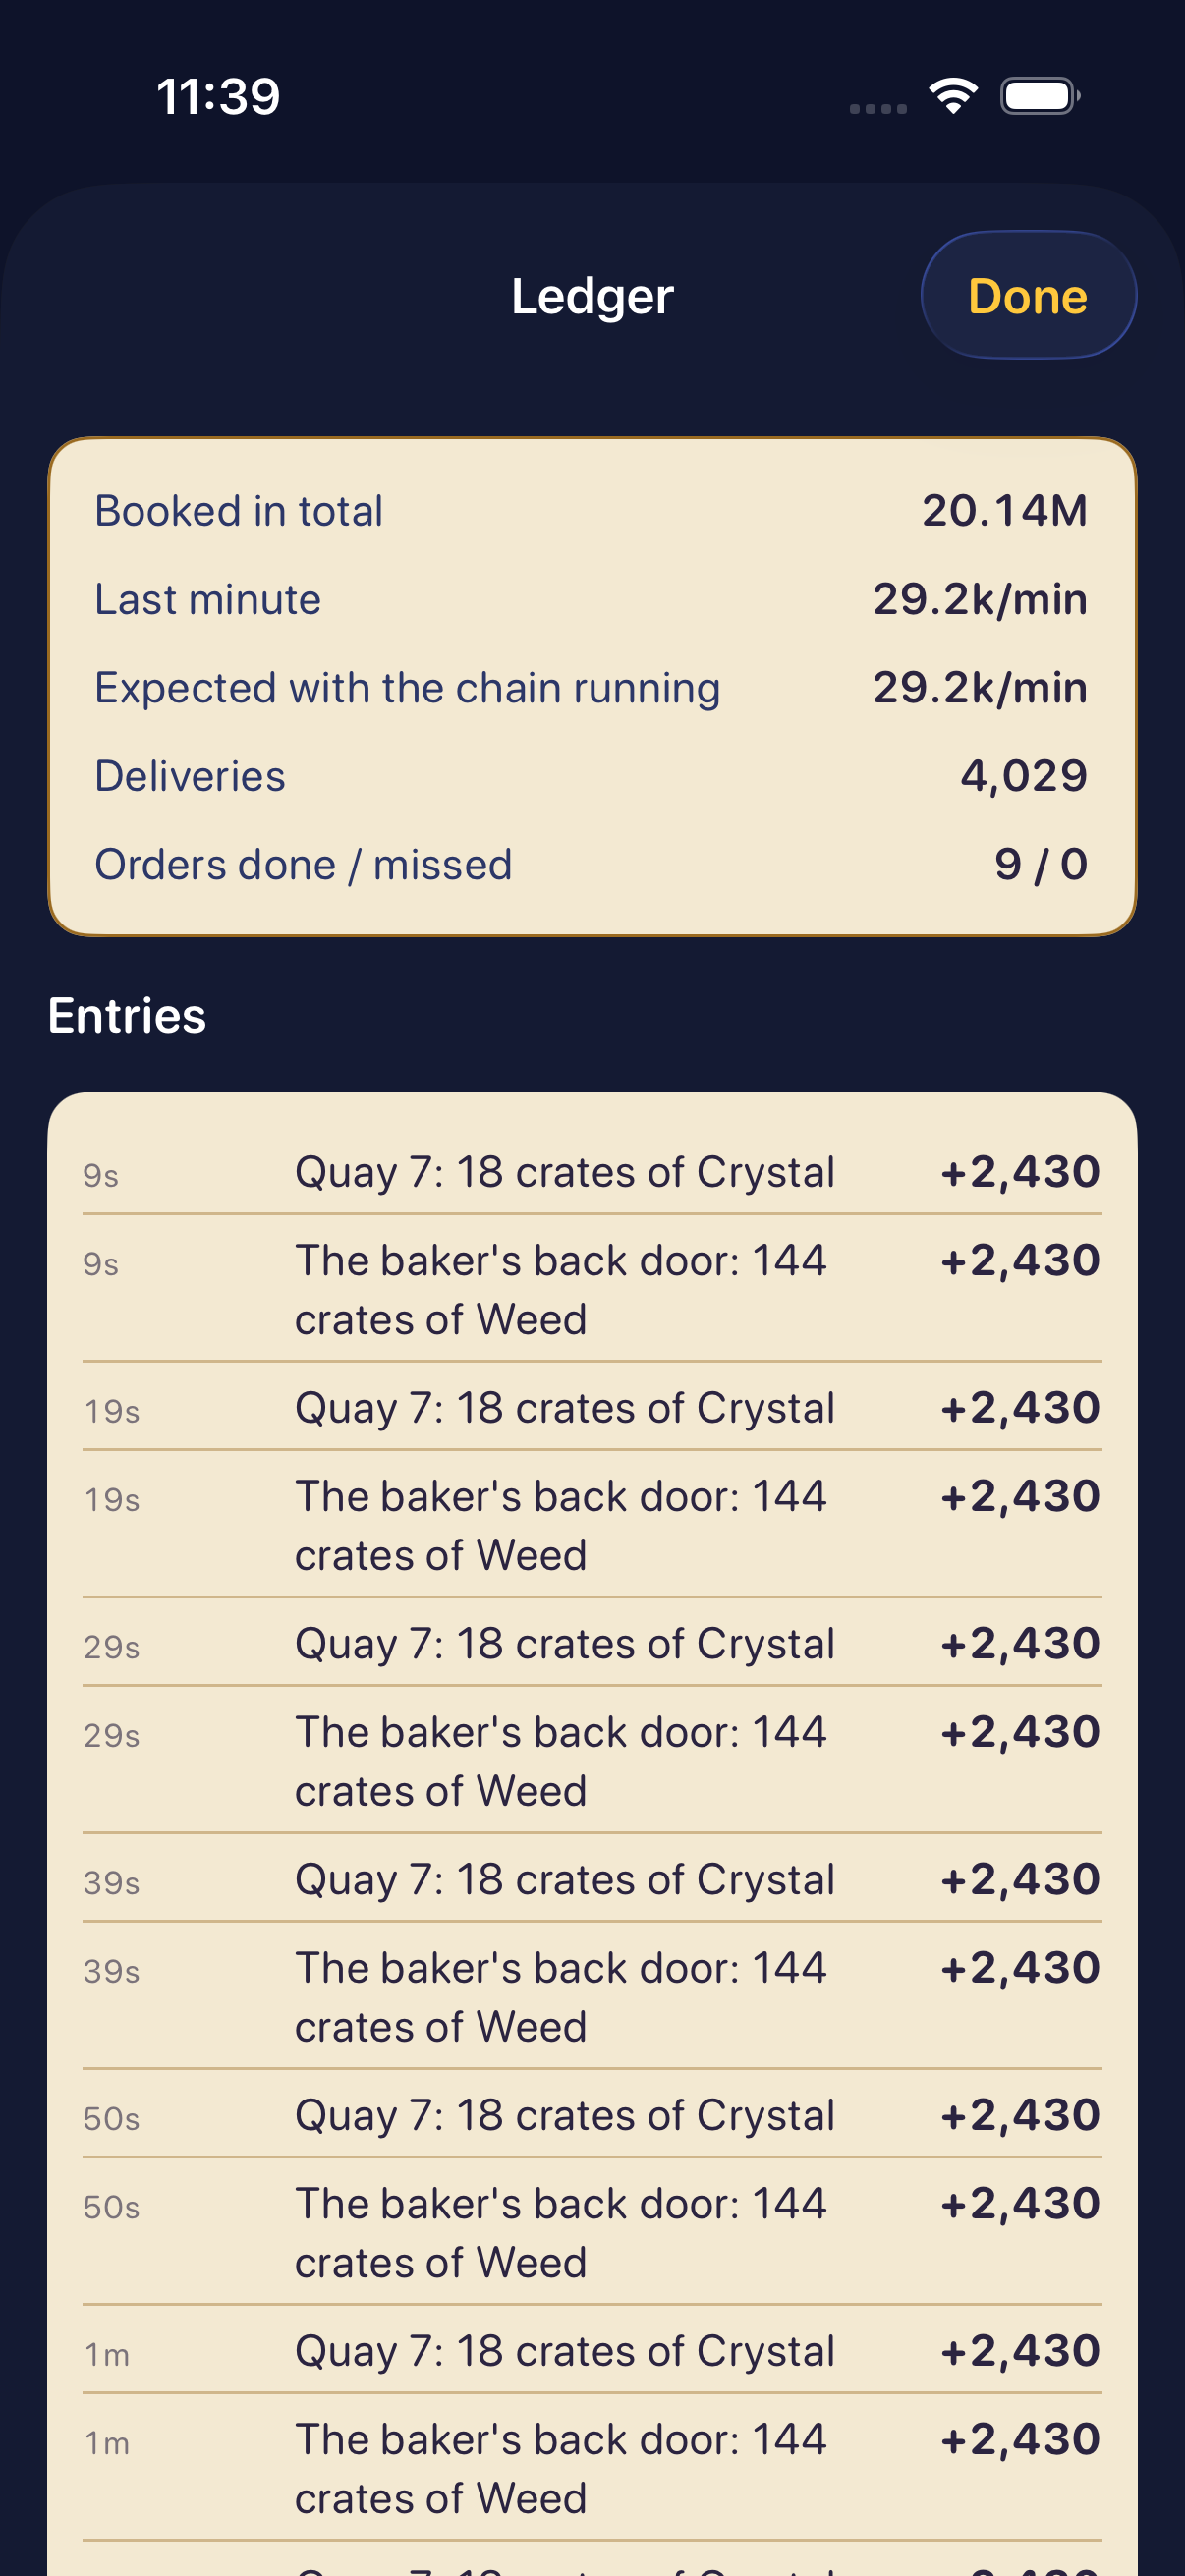 11:39
Ledger
Done
Booked in total 20.14M
Last minute 29.2k/min
Expected with the chain running 29.2k/min
Deliveries 4,029
Orders done / missed 9 / 0
Entries
9s Quay 7: 18 crates of Crystal +2,430
9s The baker's back door: 144 +2,430
crates of Weed
19s Quay 7: 18 crates of Crystal +2,430
19s The baker's back door: 144 +2,430
crates of Weed
29s Quay 7: 18 crates of Crystal +2,430
29s The baker's back door: 144 +2,430
crates of Weed
39s Quay 7: 18 crates of Crystal +2,430
39s The baker's back door: 144 +2,430
crates of Weed
50s Quay 7: 18 crates of Crystal +2,430
50s The baker's back door: 144 +2,430
crates of Weed
1m Quay 7: 18 crates of Crystal +2,430
1m The baker's back door: 144 +2,430
crates of Weed